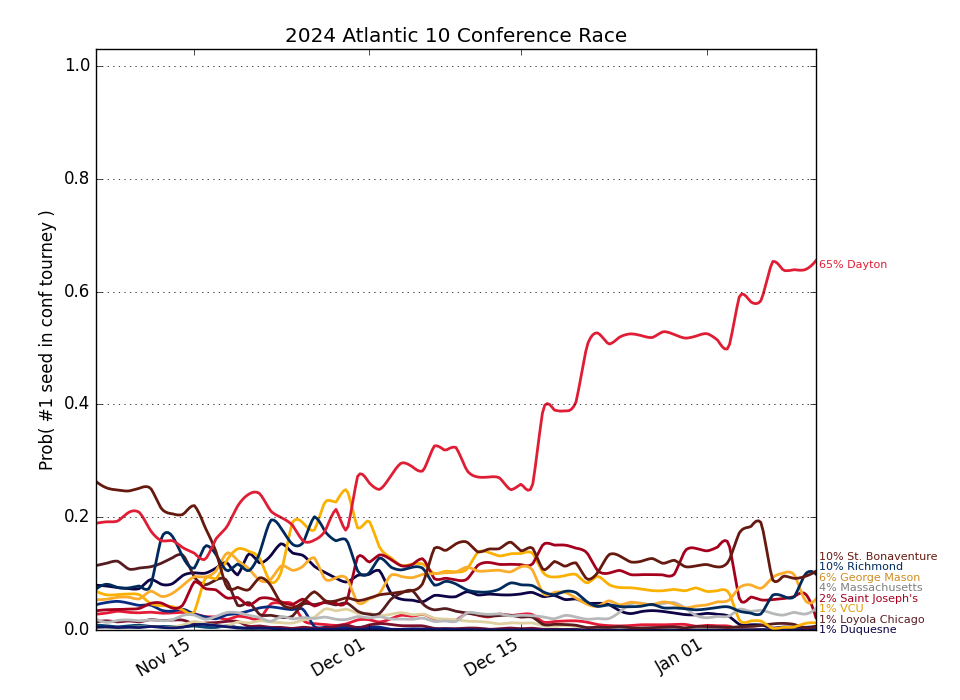 2024 Atlantic 10 Conference Race
Prob( #1 seed in conf tourney )
1.0
0.8
0.6
0.4
0.2
0.0
Nov 15
Dec 01
Dec 15
Jan 01
65% Dayton
10% St. Bonaventure
10% Richmond
6% George Mason
4% Massachusetts
2% Saint Joseph's
1% VCU
1% Loyola Chicago
1% Duquesne